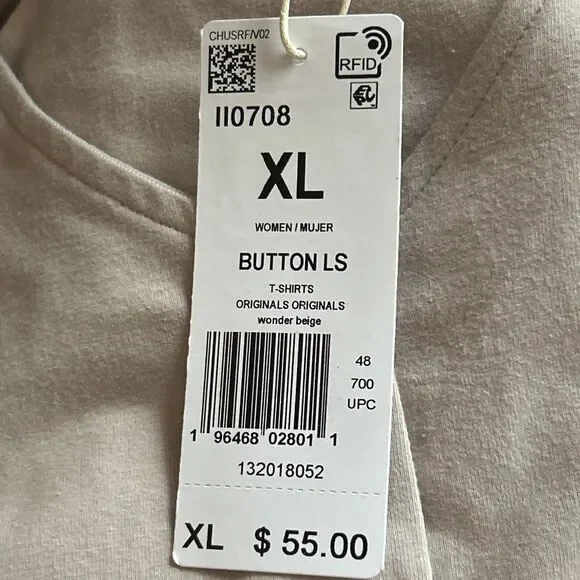 CHUSRF/V02
RFID
II0708
XL
WOMEN / MUJER
BUTTON LS
T-SHIRTS
ORIGINALS ORIGINALS
wonder beige
48
700
UPC
1 96468 02801 1
132018052
XL $ 55.00